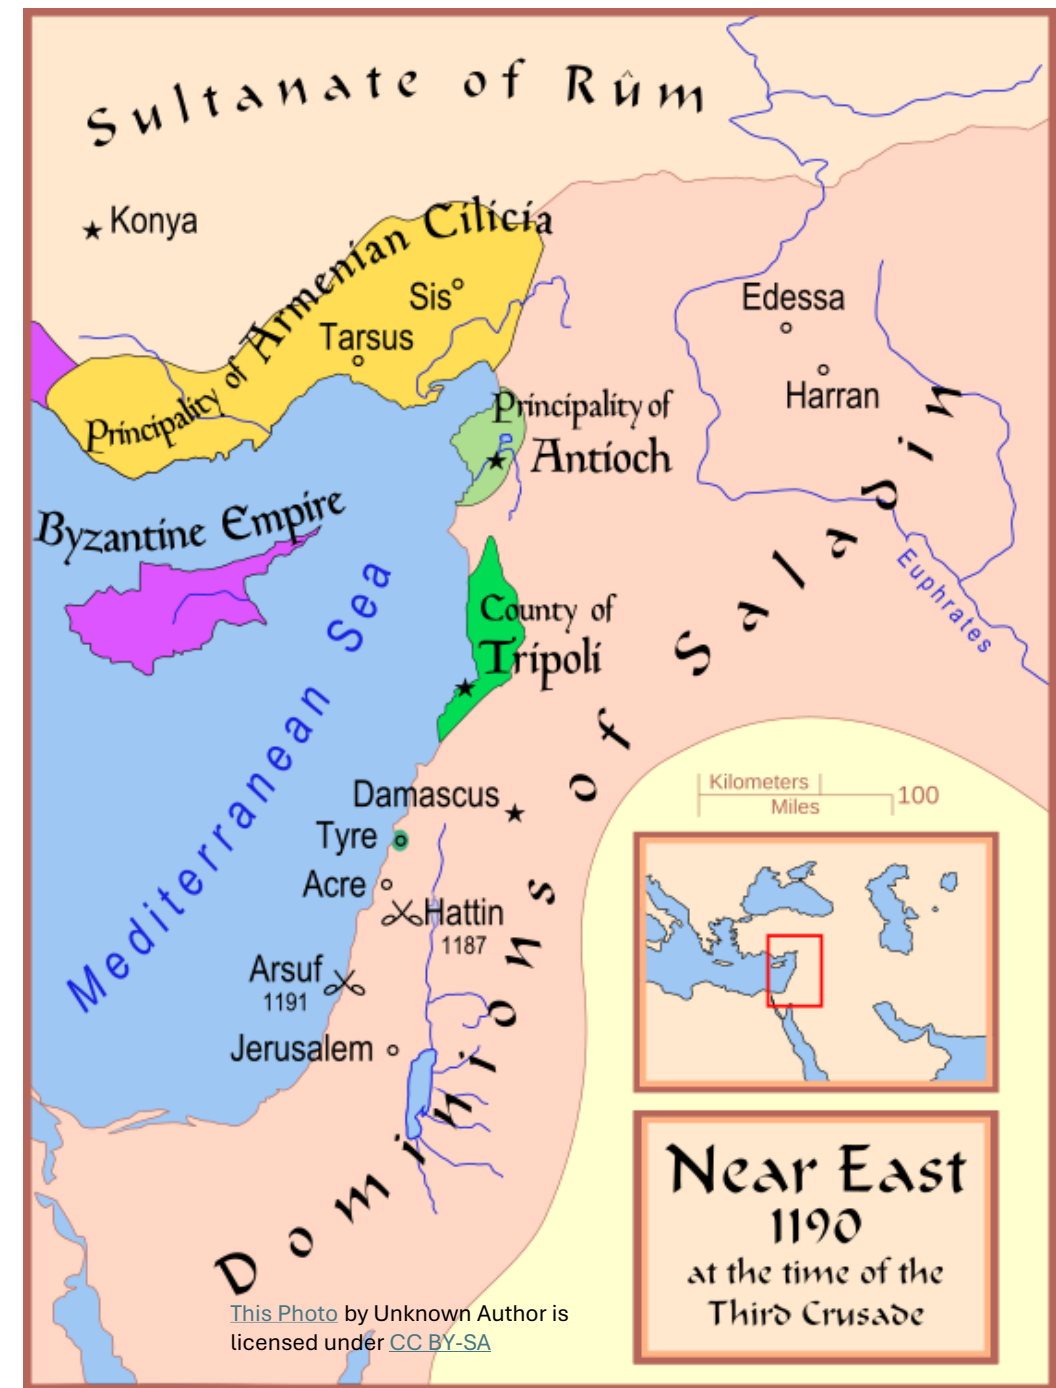 Sultanate of Rûm
Konya
Principality of Armenian Cilicia
Sis
Tarsus
Edessa
Harran
Principality of
Antioch
Byzantine Empire
Mediterranean Sea
County of
Tripoli
Euphrates
Dominions of Saladin
Damascus
Tyre
Acre
Hattin
1187
Arsuf
1191
Jerusalem
Kilometers
Miles
100
Near East
1190
at the time of the
Third Crusade
This Photo by Unknown Author is
licensed under CC BY-SA